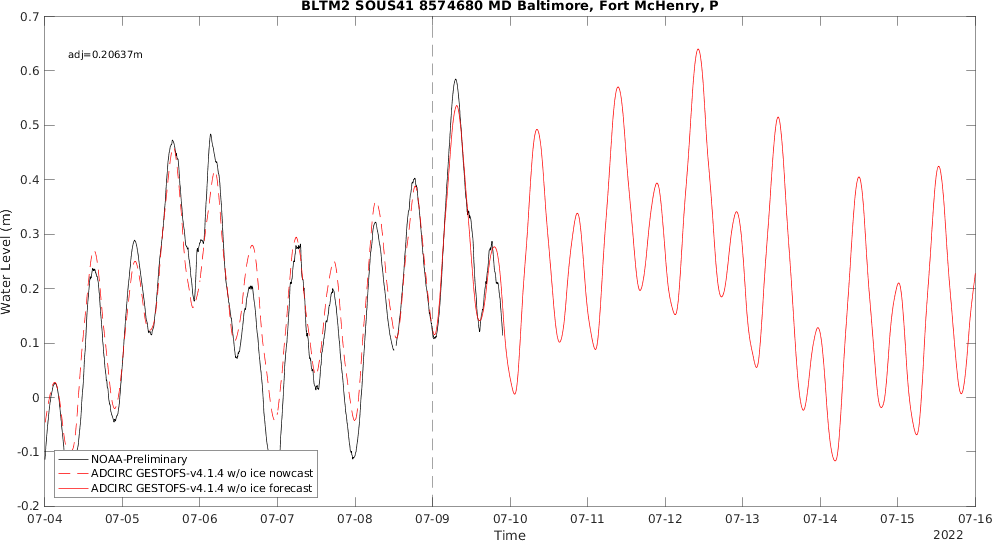 BLTM2 SOUS41 8574680 MD Baltimore, Fort McHenry, P
0.7
adj=0.20637m
0.6
0.5
0.4
0.3
0.2
0.1
0
-0.1
-0.2
Water Level (m)
NOAA-Preliminary
ADCIRC GESTOFS-v4.1.4 w/o ice nowcast
ADCIRC GESTOFS-v4.1.4 w/o ice forecast
07-04 07-05 07-06 07-07 07-08 07-09 07-10 07-11 07-12 07-13 07-14 07-15 07-16
Time
2022